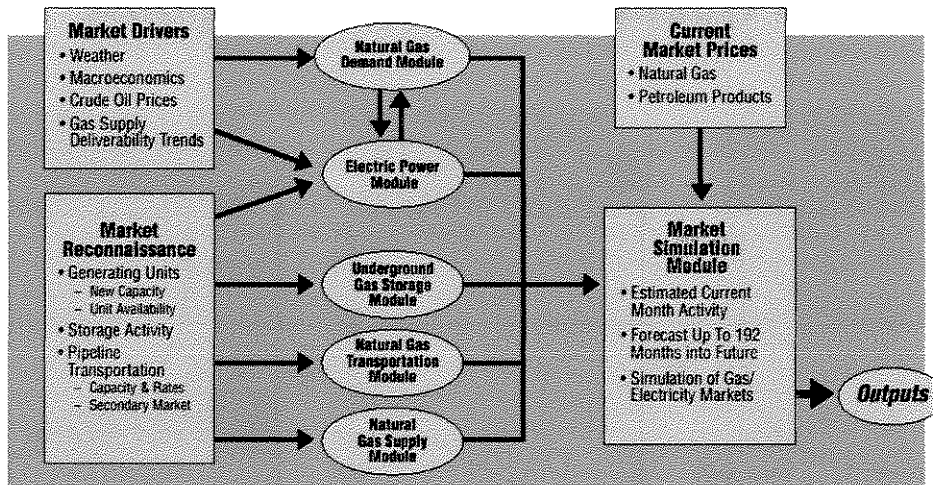 Market Drivers
• Weather
• Macroeconomics
• Crude Oil Prices
• Gas Supply
Deliverability Trends
Market
Reconnaissance
• Generating Units
– New Capacity
– Unit Availability
• Storage Activity
• Pipeline
Transportation
– Capacity & Rates
– Secondary Market
Natural Gas
Demand Module
Electric Power
Module
Underground
Gas Storage
Module
Natural Gas
Transportation
Module
Natural
Gas Supply
Module
Current
Market Prices
• Natural Gas
• Petroleum Products
Market
Simulation
Module
• Estimated Current
Month Activity
• Forecast Up To 192
Months into Future
• Simulation of Gas/
Electricity Markets
Outputs